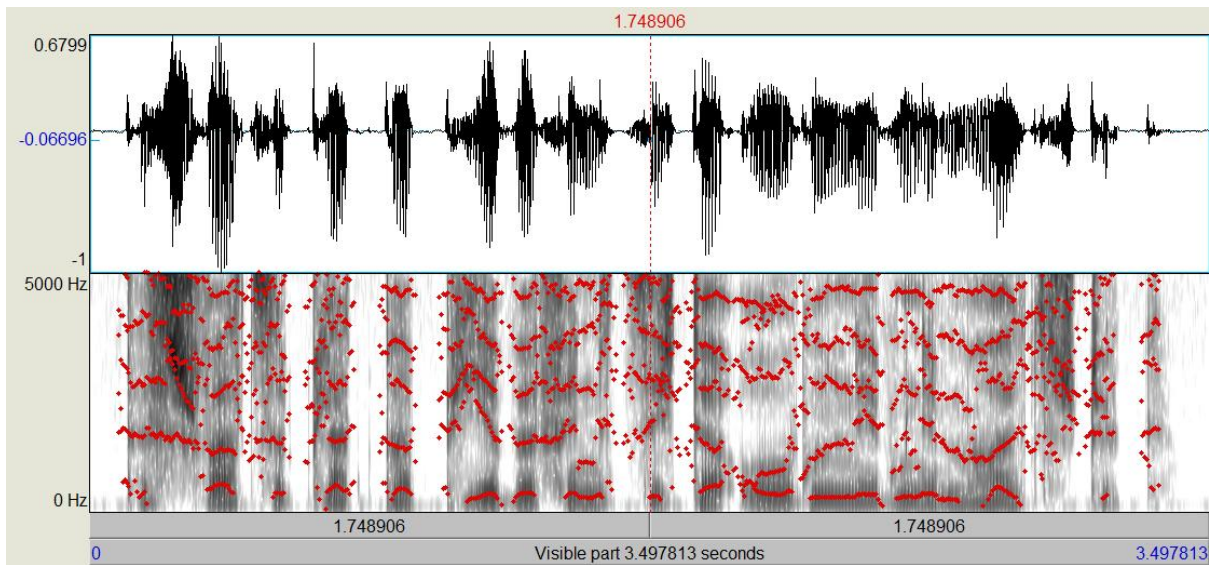 1.748906
0.6799
-0.06696
-1
5000 Hz
0 Hz
1.748906 1.748906
0 Visible part 3.497813 seconds 3.497813